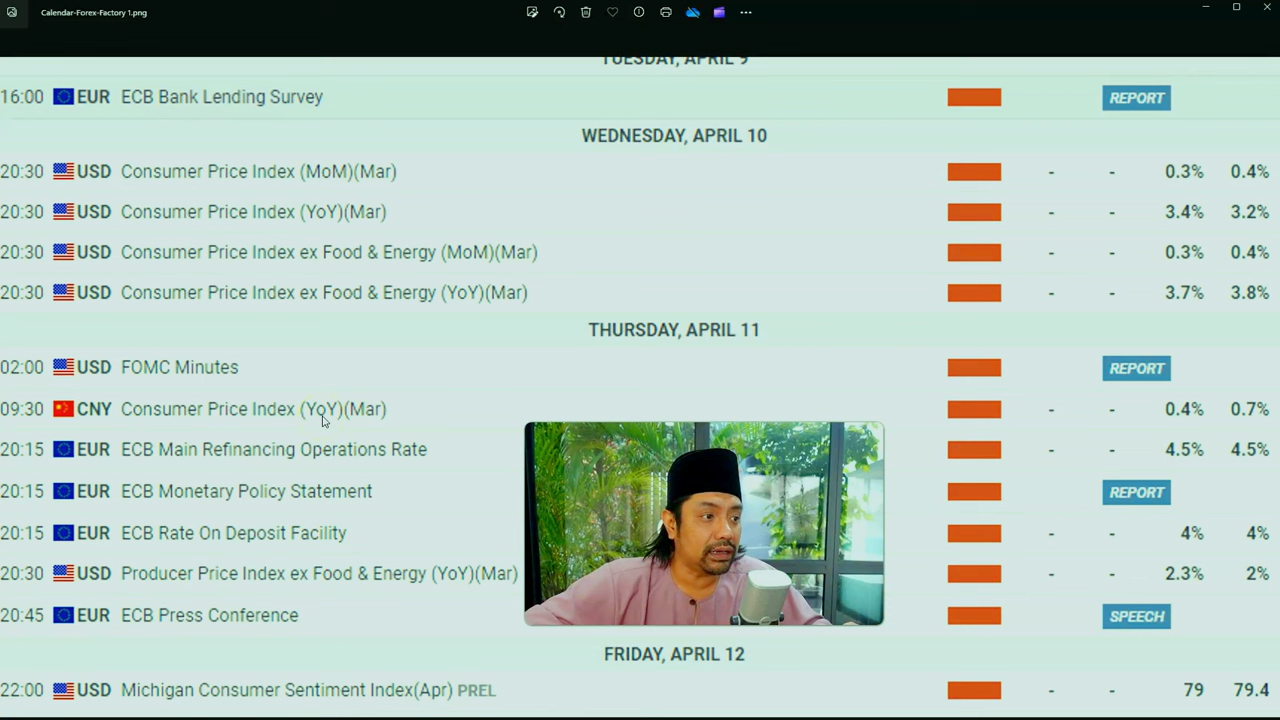 Calendar-Forex-Factory 1.png
TUESDAY, APRIL 9
16:00 EUR ECB Bank Lending Survey REPORT
WEDNESDAY, APRIL 10
20:30 USD Consumer Price Index (MoM)(Mar) - - 0.3% 0.4%
20:30 USD Consumer Price Index (YoY)(Mar) - - 3.4% 3.2%
20:30 USD Consumer Price Index ex Food & Energy (MoM)(Mar) - - 0.3% 0.4%
20:30 USD Consumer Price Index ex Food & Energy (YoY)(Mar) - - 3.7% 3.8%
THURSDAY, APRIL 11
02:00 USD FOMC Minutes REPORT
09:30 CNY Consumer Price Index (YoY)(Mar) - - 0.4% 0.7%
20:15 EUR ECB Main Refinancing Operations Rate - - 4.5% 4.5%
20:15 EUR ECB Monetary Policy Statement REPORT
20:15 EUR ECB Rate On Deposit Facility - - 4% 4%
20:30 USD Producer Price Index ex Food & Energy (YoY)(Mar) - - 2.3% 2%
20:45 EUR ECB Press Conference SPEECH
FRIDAY, APRIL 12
22:00 USD Michigan Consumer Sentiment Index(Apr) PREL - - 79 79.4